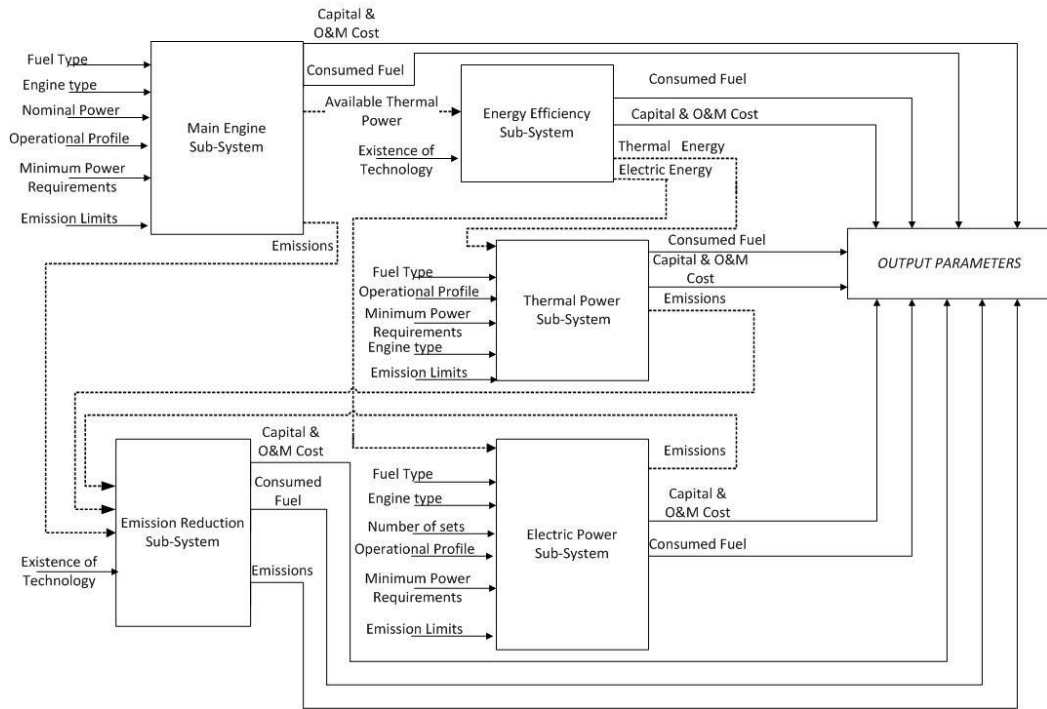 Capital &
O&M Cost
Fuel Type
Consumed Fuel
Consumed Fuel
Engine type
Available Thermal
Power
Energy Efficiency
Sub-System
Capital & O&M Cost
Nominal Power
Main Engine
Sub-System
Operational Profile
Existence of
Technology
Thermal Energy
Electric Energy
Minimum Power
Requirements
Emission Limits
Emissions
Consumed Fuel
Capital & O&M
Cost
Emissions
OUTPUT PARAMETERS
Fuel Type
Operational Profile
Thermal Power
Sub-System
Minimum Power
Requirements
Engine type
Emission Limits
Capital &
O&M Cost
Emissions
Consumed
Fuel
Fuel Type
Engine type
Capital &
O&M Cost
Emission Reduction
Sub-System
Number of sets
Electric Power
Sub-System
Operational Profile
Consumed Fuel
Existence of
Technology
Emissions
Minimum Power
Requirements
Emission Limits